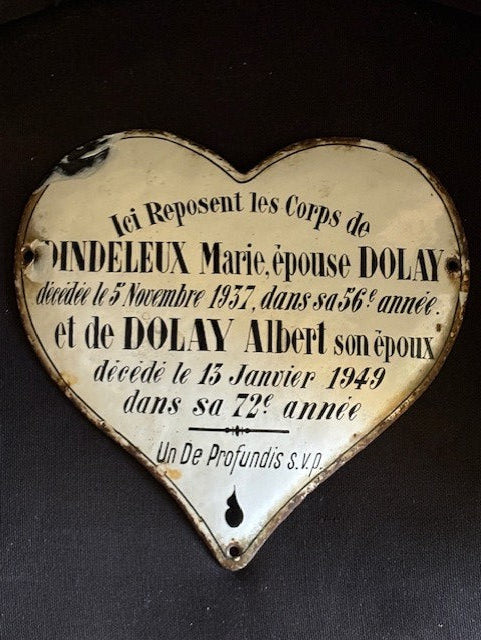 Ici Reposent les Corps de
DINDELEUX Marie, épouse DOLAY
décédée le 5 Novembre 1937, dans sa 56e année.
et de DOLAY Albert son époux
décédé le 13 Janvier 1949
dans sa 72e année
Un De Profundis s.v.p.